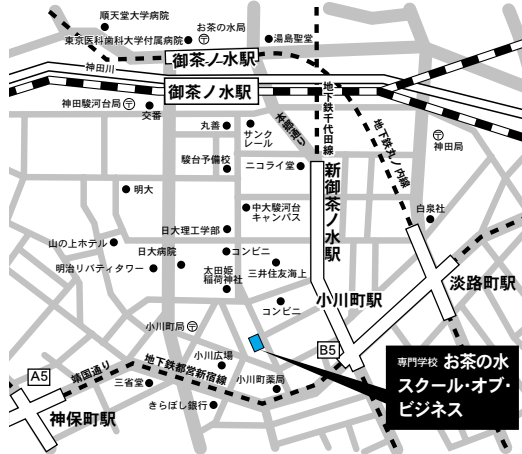 順天堂大学病院
お茶の水局
東京医科歯科大学付属病院
湯島聖堂
御茶ノ水駅
神田川
御茶ノ水駅
神田駿河台局
交番
地下鉄千代田線
本郷通り
地下鉄丸ノ内線
丸善
サンク
レール
神田局
駿台予備校
ニコライ堂
新御茶ノ水駅
明大
中大駿河台
キャンパス
白泉社
日大理工学部
山の上ホテル
日大病院
コンビニ
明治リバティタワー
太田姫
稲荷神社
三井住友海上
淡路町駅
小川町駅
コンビニ
小川町局
B5
小川広場
専門学校 お茶の水
スクール・オブ・
ビジネス
靖国通り
地下鉄都営新宿線
A5
三省堂
小川町薬局
きらぼし銀行
神保町駅